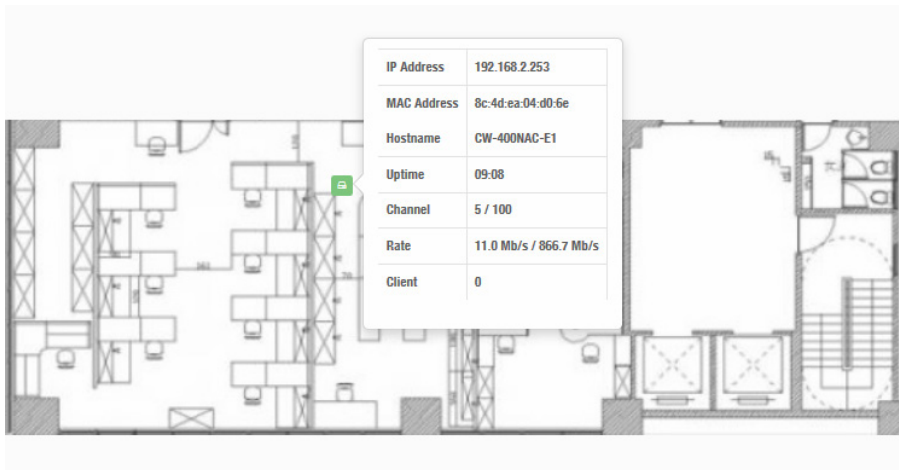 IP Address 192.168.2.253
MAC Address 8c:4d:ea:04:d0:6e
Hostname CW-400NAC-E1
Uptime 09:08
Channel 5 / 100
Rate 11.0 Mb/s / 866.7 Mb/s
Client 0